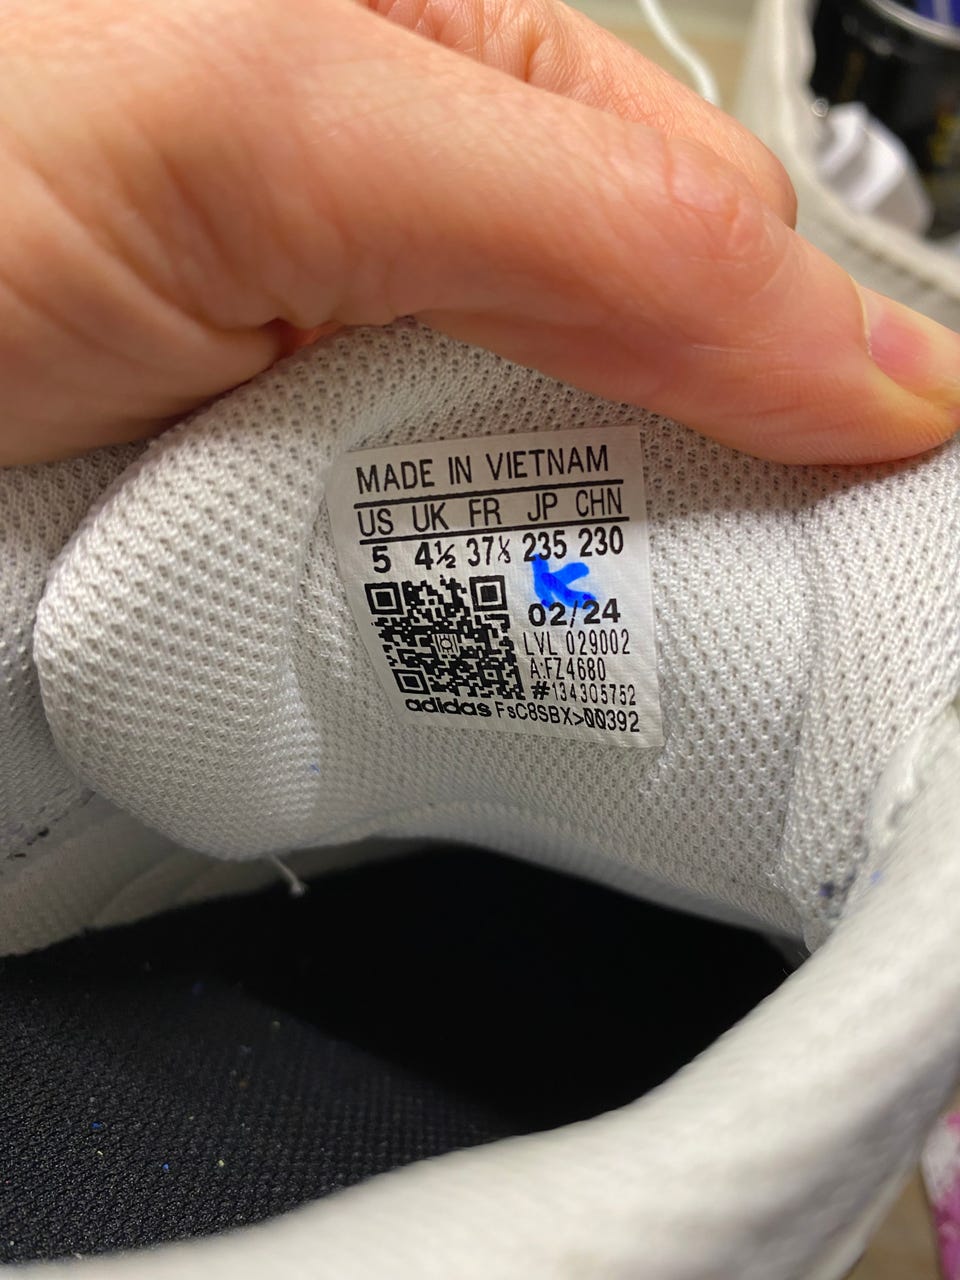 MADE IN VIETNAM
US UK FR JP CHN
5 4½ 37⅓ 235 230
02/24
LVL 029002
A:FZ4680
#134305752
adidas FsC8SBX>00392